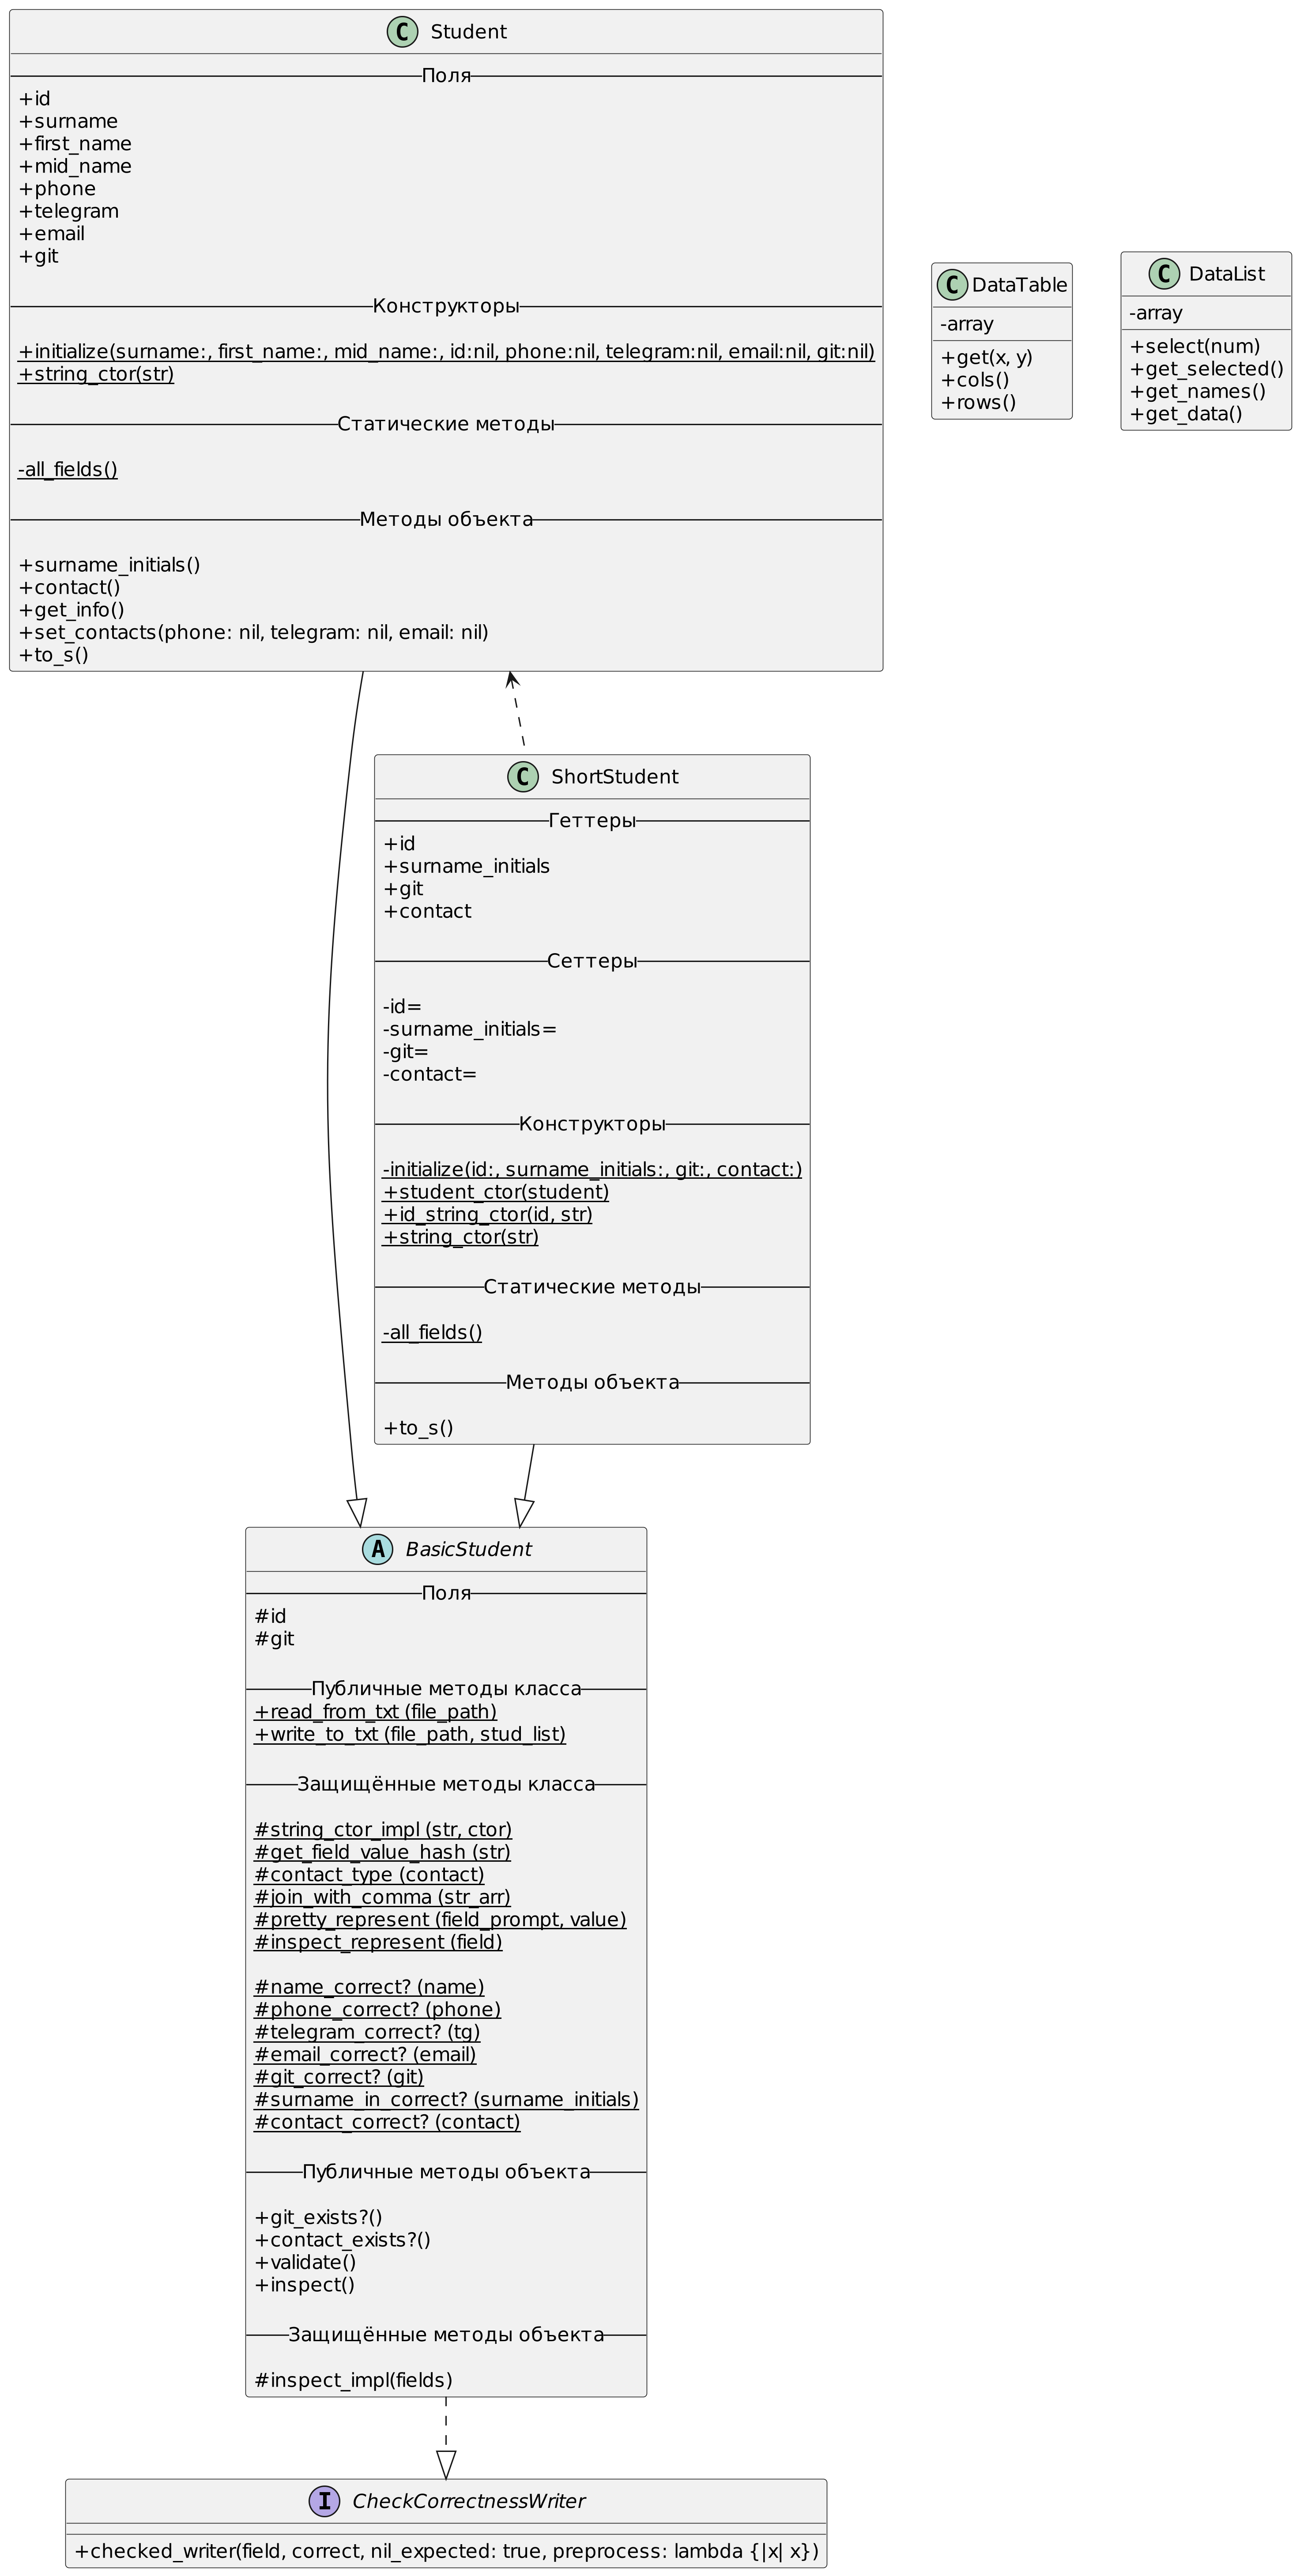 C Student
Поля
+id
+surname
+first_name
+mid_name
+phone
+telegram
+email
+git
Конструкторы
+initialize(surname:, first_name:, mid_name:, id:nil, phone:nil, telegram:nil, email:nil, git:nil)
+string_ctor(str)
Статические методы
-all_fields()
Методы объекта
+surname_initials()
+contact()
+get_info()
+set_contacts(phone: nil, telegram: nil, email: nil)
+to_s()
C DataTable
-array
+get(x, y)
+cols()
+rows()
C DataList
-array
+select(num)
+get_selected()
+get_names()
+get_data()
C ShortStudent
Геттеры
+id
+surname_initials
+git
+contact
Сеттеры
-id=
-surname_initials=
-git=
-contact=
Конструкторы
-initialize(id:, surname_initials:, git:, contact:)
+student_ctor(student)
+id_string_ctor(id, str)
+string_ctor(str)
Статические методы
-all_fields()
Методы объекта
+to_s()
A BasicStudent
Поля
#id
#git
Публичные методы класса
+read_from_txt (file_path)
+write_to_txt (file_path, stud_list)
Защищённые методы класса
#string_ctor_impl (str, ctor)
#get_field_value_hash (str)
#contact_type (contact)
#join_with_comma (str_arr)
#pretty_represent (field_prompt, value)
#inspect_represent (field)
#name_correct? (name)
#phone_correct? (phone)
#telegram_correct? (tg)
#email_correct? (email)
#git_correct? (git)
#surname_in_correct? (surname_initials)
#contact_correct? (contact)
Публичные методы объекта
+git_exists?()
+contact_exists?()
+validate()
+inspect()
Защищённые методы объекта
#inspect_impl(fields)
I CheckCorrectnessWriter
+checked_writer(field, correct, nil_expected: true, preprocess: lambda {|x| x})